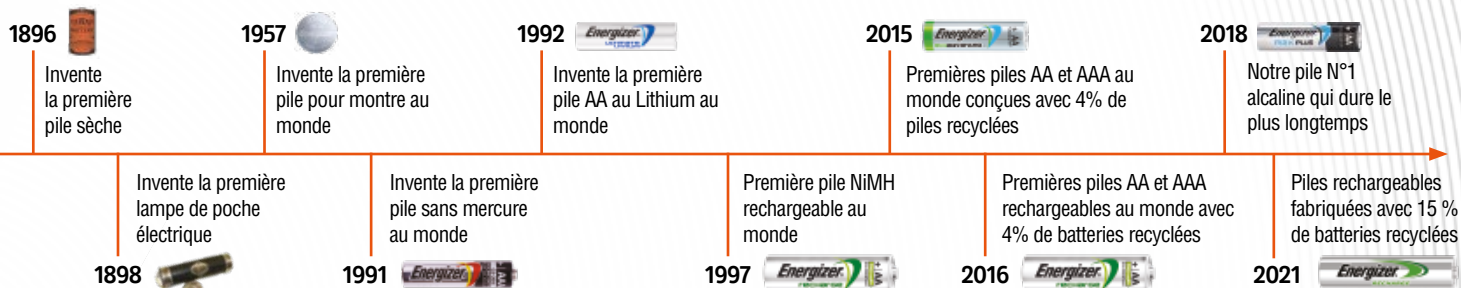 1896
Invente
la première
pile sèche
1898
Invente la première
lampe de poche
électrique
1957
Invente la première
pile pour montre au
monde
1991
Energizer
Invente la première
pile sans mercure
au monde
1992
Energizer
Invente la première
pile AA au Lithium au
monde
1997
Energizer
Première pile NiMH
rechargeable au
monde
2015
Energizer
Premières piles AA et AAA au
monde conçues avec 4% de
piles recyclées
2016
Energizer
Premières piles AA et AAA
rechargeables au monde avec
4% de batteries recyclées
2018
Energizer
Notre pile N°1
alcaline qui dure le
plus longtemps
2021
Energizer
Piles rechargeables
fabriquées avec 15 %
de batteries recyclées